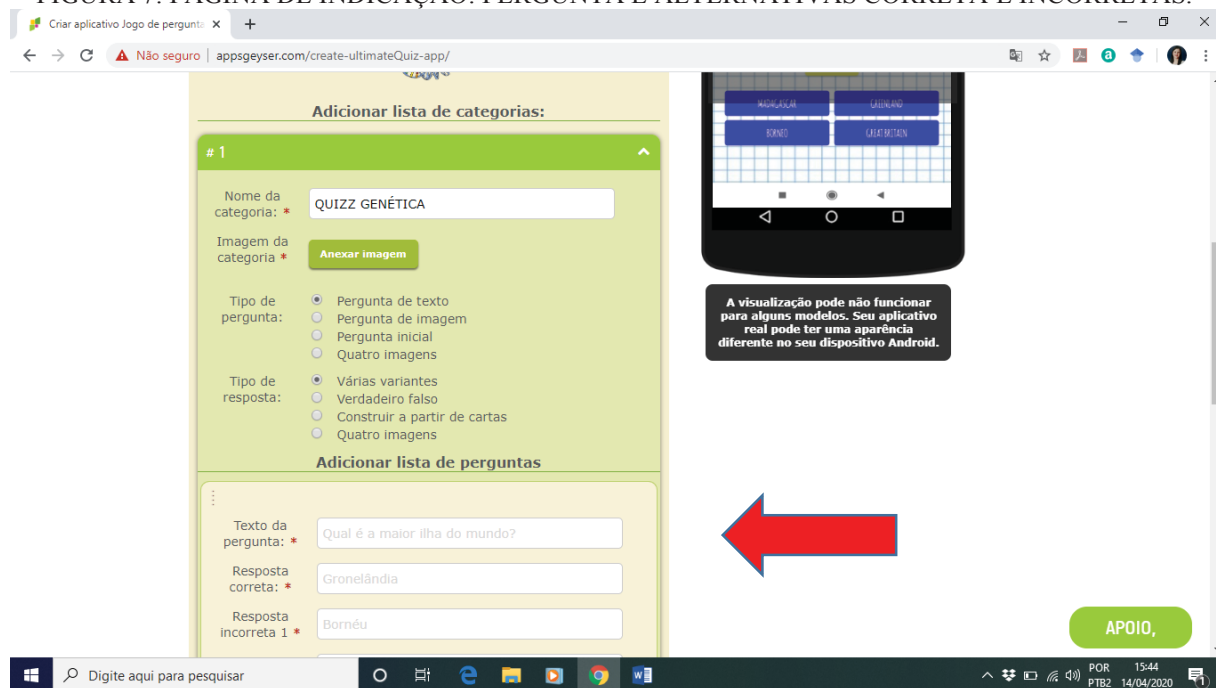 FIGURA 7: PÁGINA DE INDICAÇÃO: PERGUNTA E ALTERNATIVAS CORRETA E INCORRETAS.
Criar aplicativo Jogo de pergunta
Não seguro | appsgeyser.com/create-ultimateQuiz-app/
Adicionar lista de categorias:
# 1
Nome da categoria: *
QUIZZ GENÉTICA
Imagem da categoria *
Anexar imagem
Tipo de pergunta:
Pergunta de texto
Pergunta de imagem
Pergunta inicial
Quatro imagens
Tipo de resposta:
Várias variantes
Verdadeiro falso
Construir a partir de cartas
Quatro imagens
Adicionar lista de perguntas
Texto da pergunta: *
Qual é a maior ilha do mundo?
Resposta correta: *
Gronelândia
Resposta incorreta 1 *
Bornéu
MADAGASCAR
GREENLAND
BORNEO
GREAT BRITAIN
A visualização pode não funcionar
para alguns modelos. Seu aplicativo
real pode ter uma aparência
diferente no seu dispositivo Android.
APOIO,
Digite aqui para pesquisar
POR
PTB2
15:44
14/04/2020